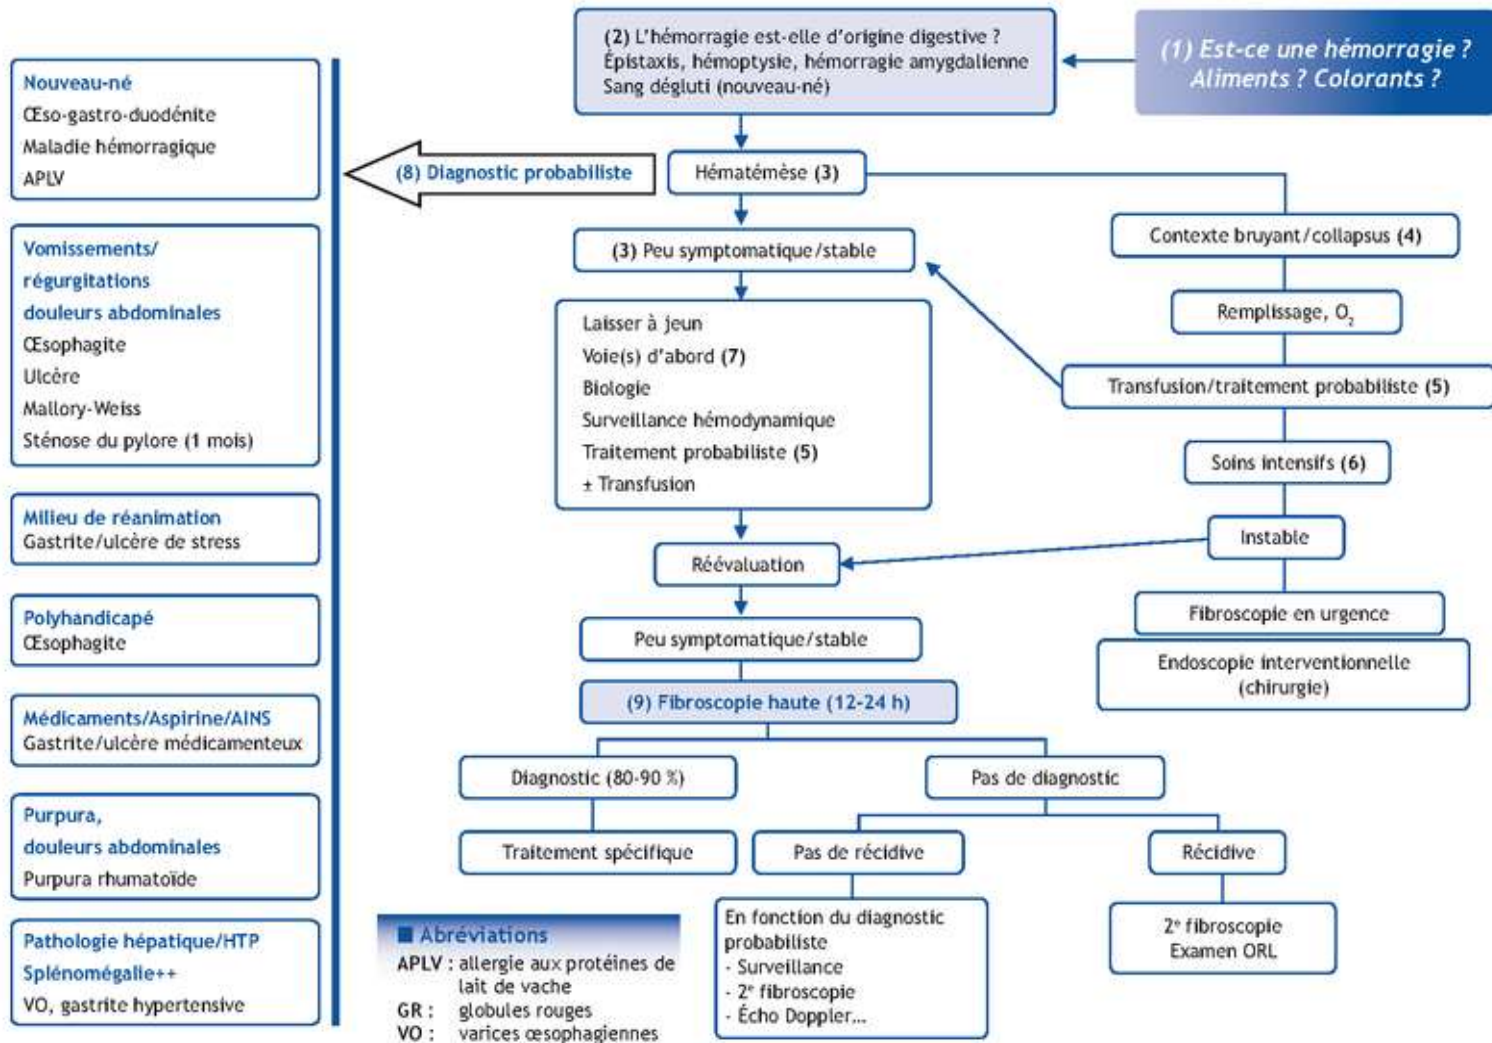 (1) Est-ce une hémorragie ?
Aliments ? Colorants ?
(2) L'hémorragie est-elle d'origine digestive ?
Épistaxis, hémoptysie, hémorragie amygdalienne
Sang dégluti (nouveau-né)
Hématémèse (3)
(8) Diagnostic probabiliste
Nouveau-né
Œso-gastro-duodénite
Maladie hémorragique
APLV
Vomissements/
régurgitations
douleurs abdominales
Œsophagite
Ulcère
Mallory-Weiss
Sténose du pylore (1 mois)
Milieu de réanimation
Gastrite/ulcère de stress
Polyhandicapé
Œsophagite
Médicaments/Aspirine/AINS
Gastrite/ulcère médicamenteux
Purpura,
douleurs abdominales
Purpura rhumatoïde
Pathologie hépatique/HTP
Splénomégalie++
VO, gastrite hypertensive
(3) Peu symptomatique/stable
Laisser à jeun
Voie(s) d'abord (7)
Biologie
Surveillance hémodynamique
Traitement probabiliste (5)
± Transfusion
Réévaluation
Peu symptomatique/stable
(9) Fibroscopie haute (12-24 h)
Contexte bruyant/collapsus (4)
Remplissage, O2
Transfusion/traitement probabiliste (5)
Soins intensifs (6)
Instable
Fibroscopie en urgence
Endoscopie interventionnelle
(chirurgie)
Diagnostic (80-90 %)
Traitement spécifique
Pas de diagnostic
Pas de récidive
En fonction du diagnostic
probabiliste
- Surveillance
- 2e fibroscopie
- Écho Doppler...
Récidive
2e fibroscopie
Examen ORL
■ Abréviations
APLV : allergie aux protéines de
lait de vache
GR : globules rouges
VO : varices œsophagiennes